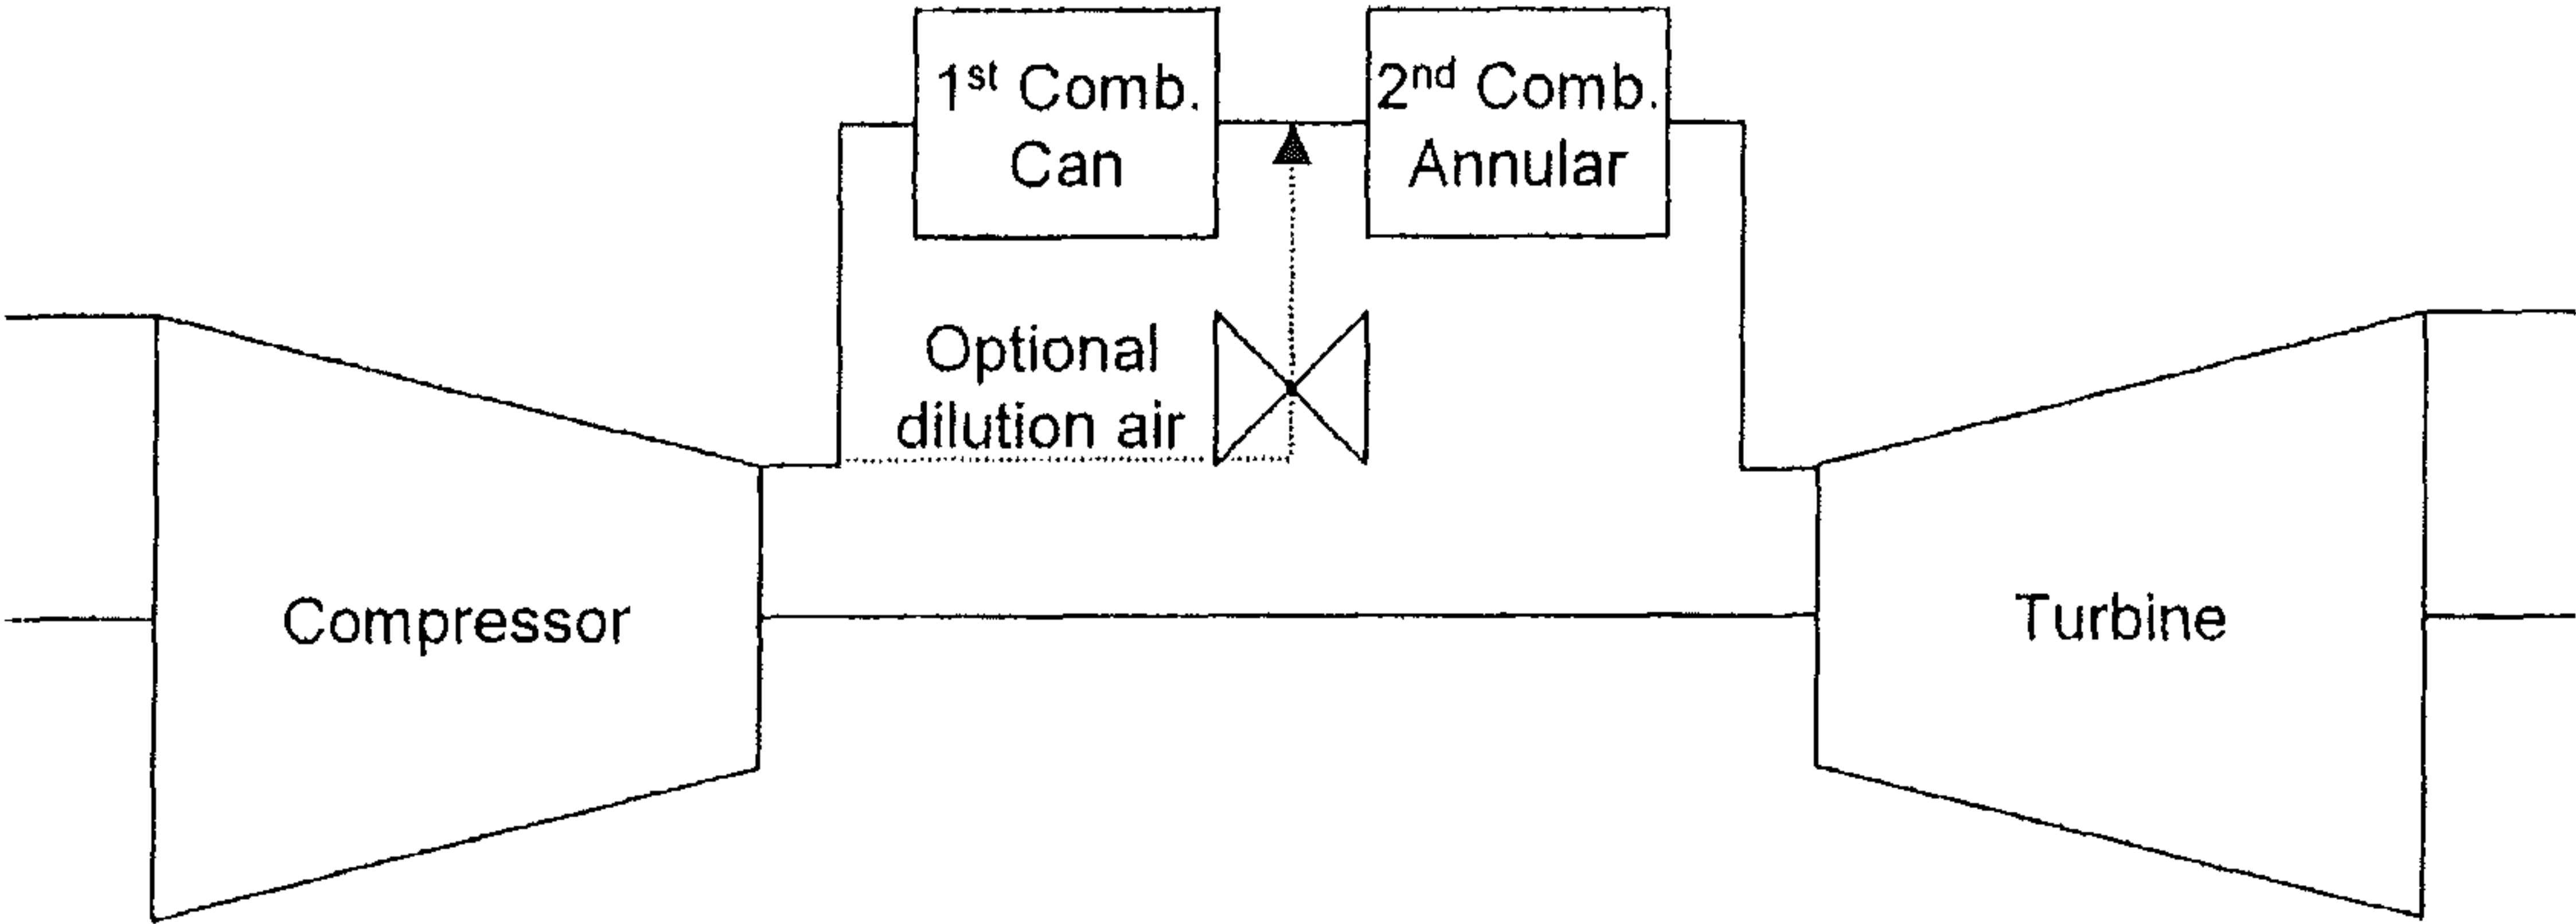 1st Comb.
Can
2nd Comb.
Annular
Optional
dilution air
Compressor
Turbine